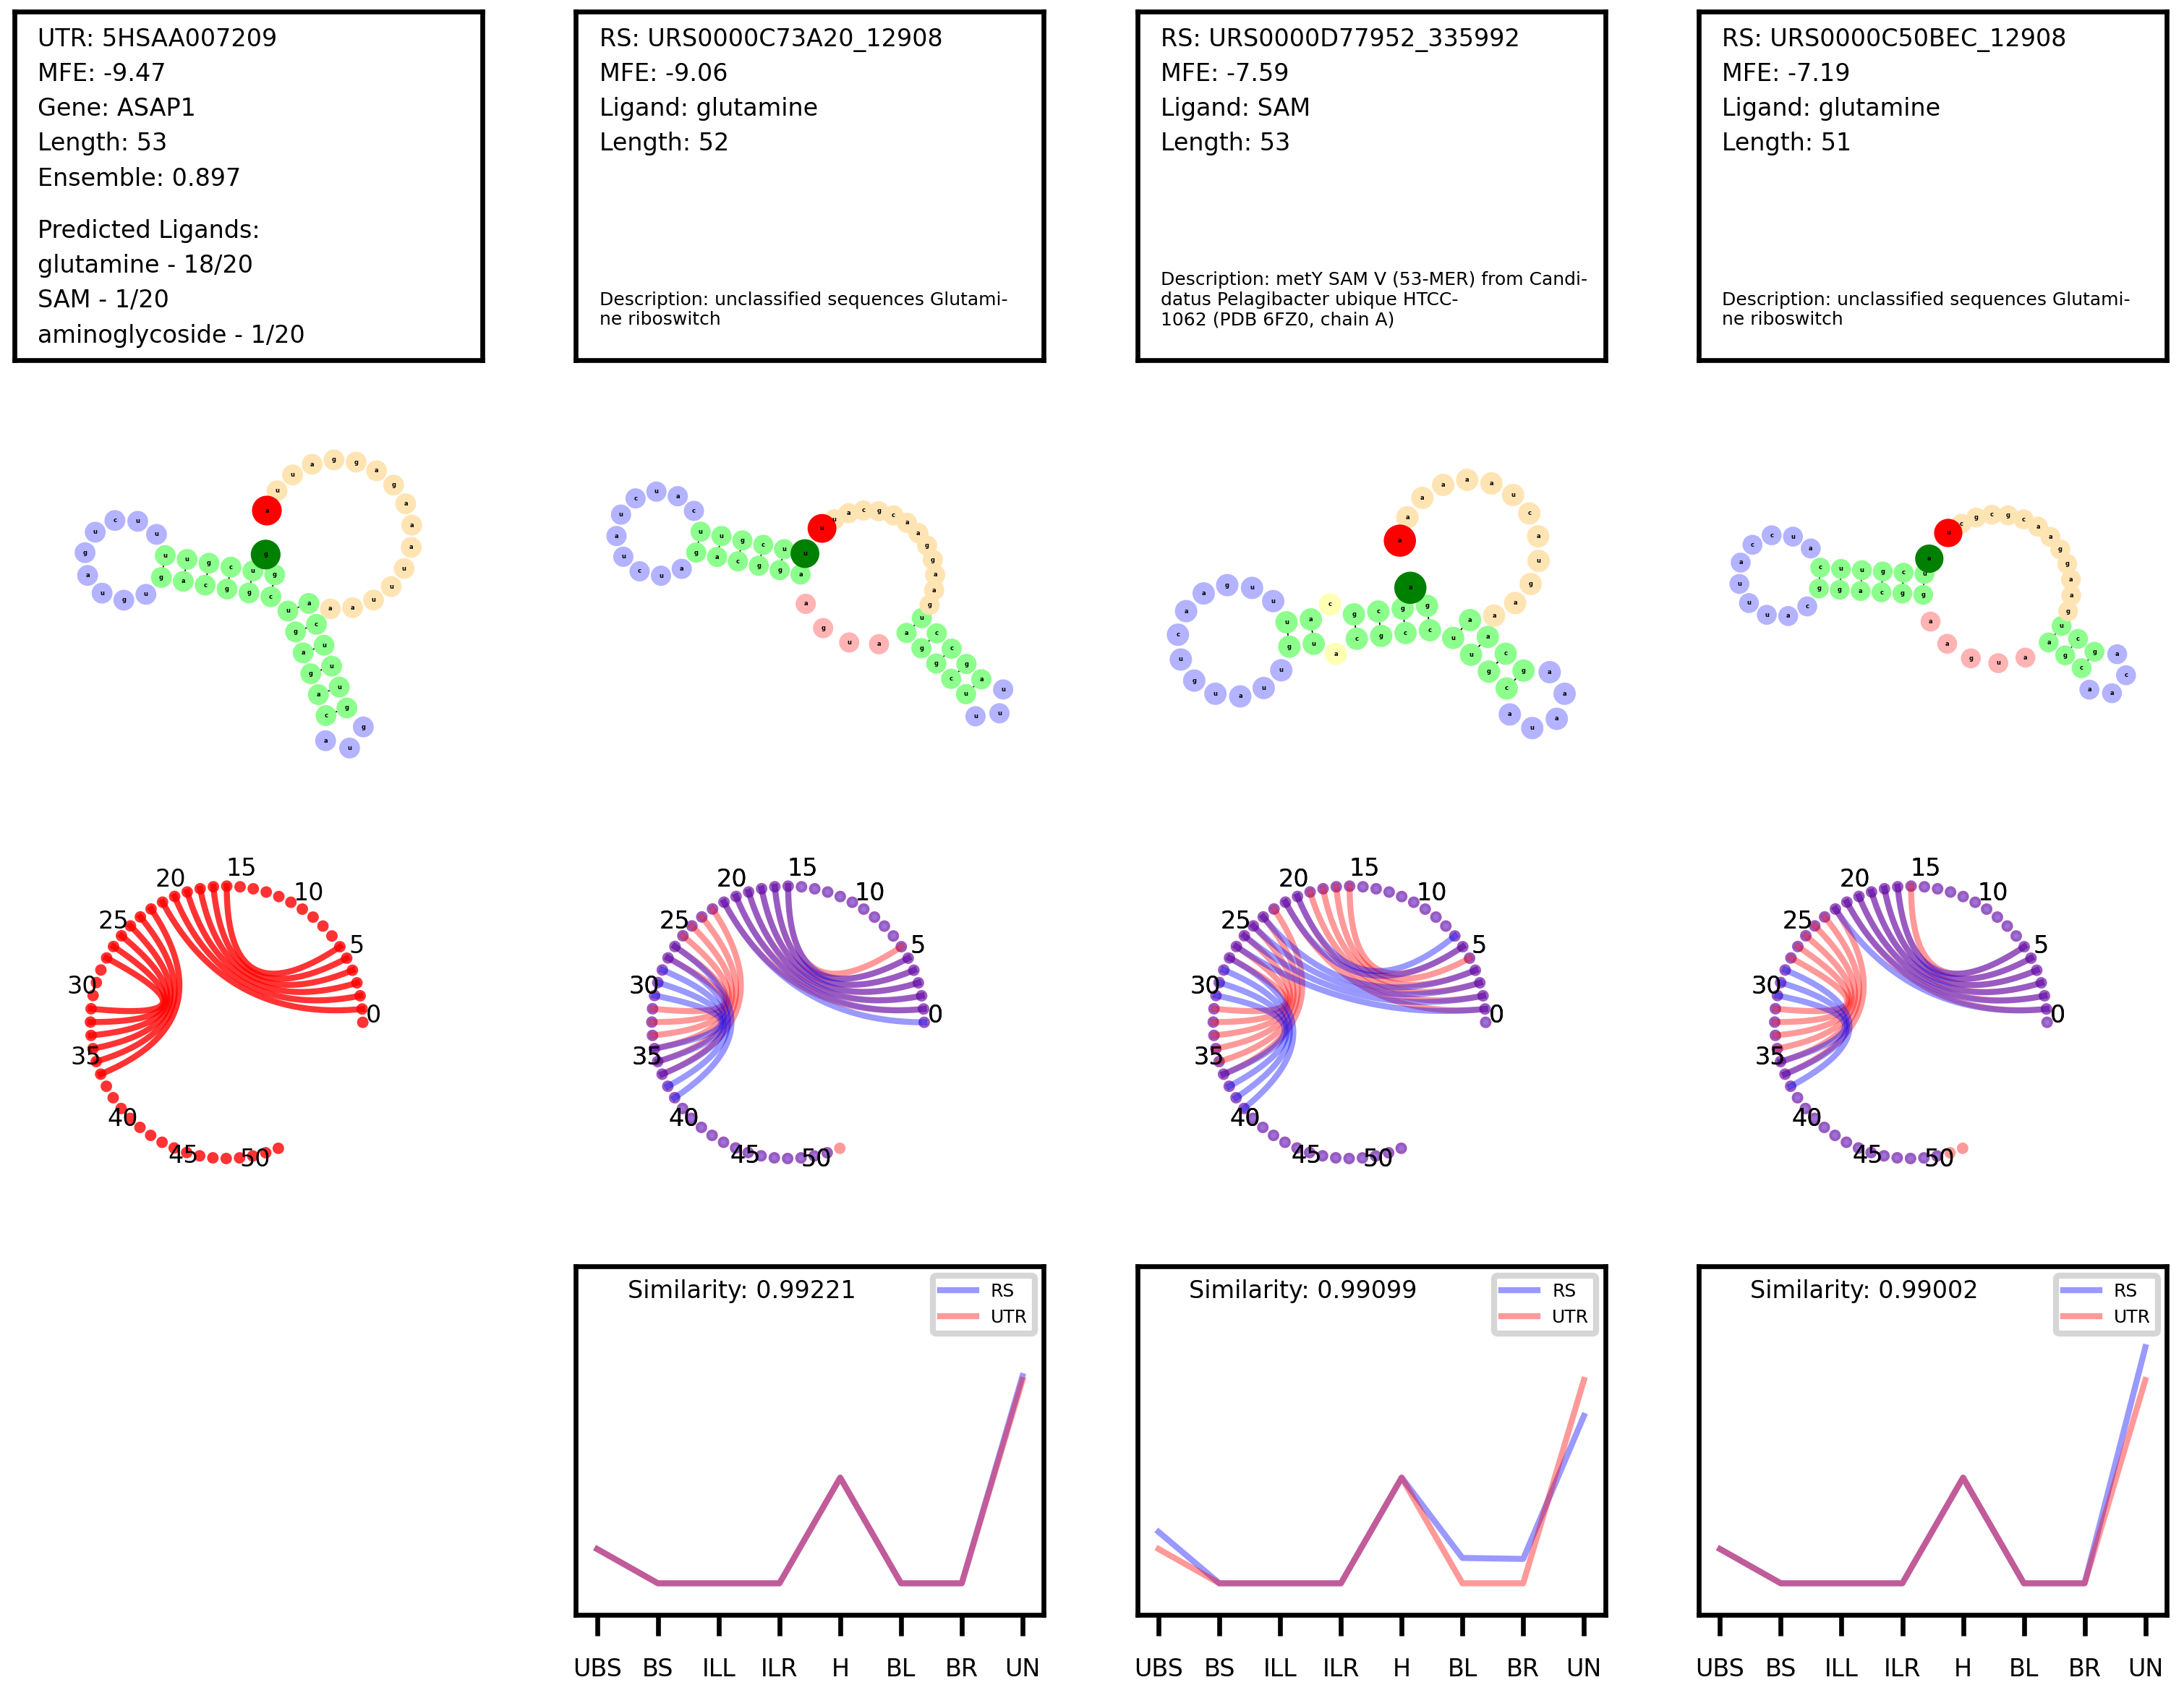 UTR: 5HSAA007209
MFE: -9.47
Gene: ASAP1
Length: 53
Ensemble: 0.897
Predicted Ligands:
glutamine - 18/20
SAM - 1/20
aminoglycoside - 1/20
RS: URS0000C73A20_12908
MFE: -9.06
Ligand: glutamine
Length: 52
Description: unclassified sequences Glutami-
ne riboswitch
RS: URS0000D77952_335992
MFE: -7.59
Ligand: SAM
Length: 53
Description: metY SAM V (53-MER) from Candi-
datus Pelagibacter ubique HTCC-
1062 (PDB 6FZ0, chain A)
RS: URS0000C50BEC_12908
MFE: -7.19
Ligand: glutamine
Length: 51
Description: unclassified sequences Glutami-
ne riboswitch
0 5 10 15 20 25 30 35 40 45 50
0 5 10 15 20 25 30 35 40 45 50
0 5 10 15 20 25 30 35 40 45 50
0 5 10 15 20 25 30 35 40 45 50
Similarity: 0.99221
RS
UTR
UBS BS ILL ILR H BL BR UN
Similarity: 0.99099
RS
UTR
UBS BS ILL ILR H BL BR UN
Similarity: 0.99002
RS
UTR
UBS BS ILL ILR H BL BR UN